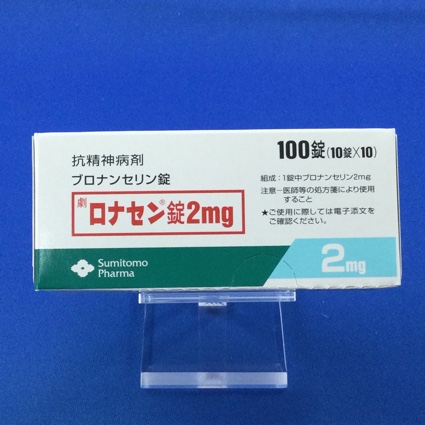 抗精神病剤
ブロナンセリン錠
劇 ロナセン®錠2mg
Sumitomo
Pharma
100錠(10錠×10)
組成:1錠中ブロナンセリン2mg
注意-医師等の処方箋により使用
すること
★ご使用に際しては電子添文を
ご確認ください。
2mg